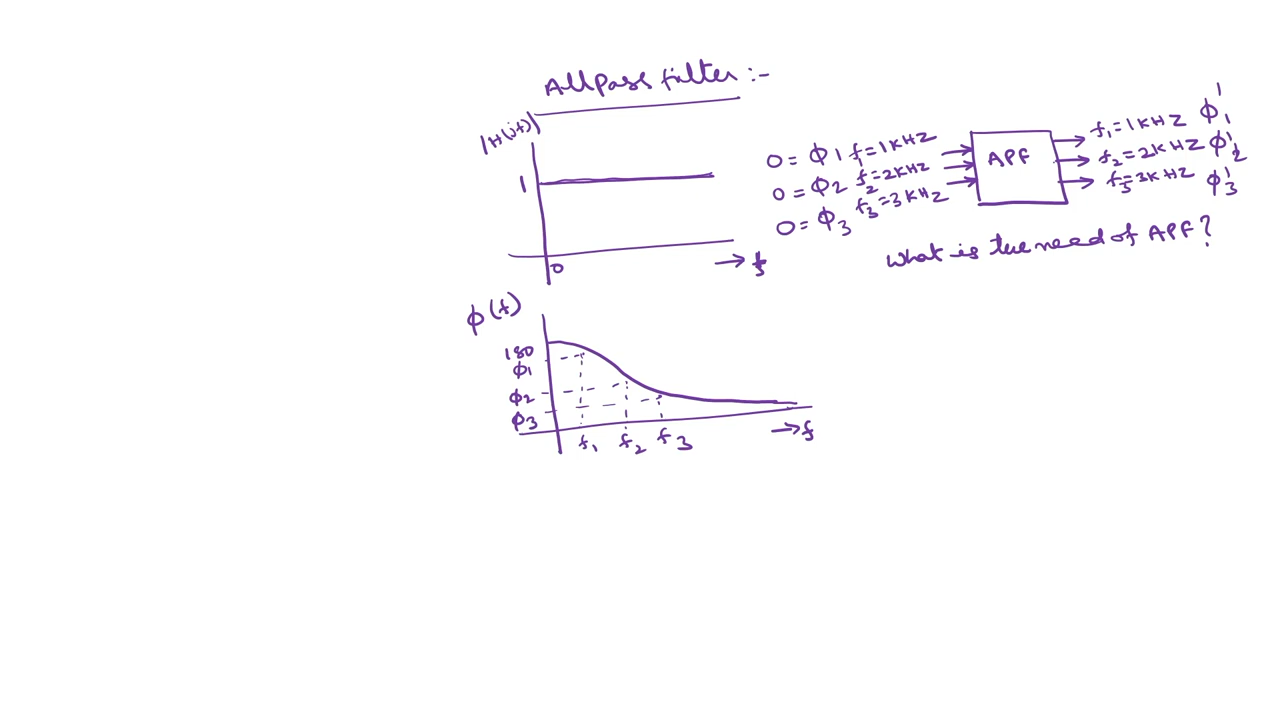 All Pass filter :-
|H(jf)|
1
0
→ f
0 = φ1 f1=1KHZ
0 = φ2 f2=2KHZ
0 = φ3 f3=3KHZ
APF
f1=1KHZ φ1'
f2=2KHZ φ2'
f3=3KHZ φ3'
What is the need of APF?
φ(f)
180
φ1
φ2
φ3
f1 f2 f3
→ f